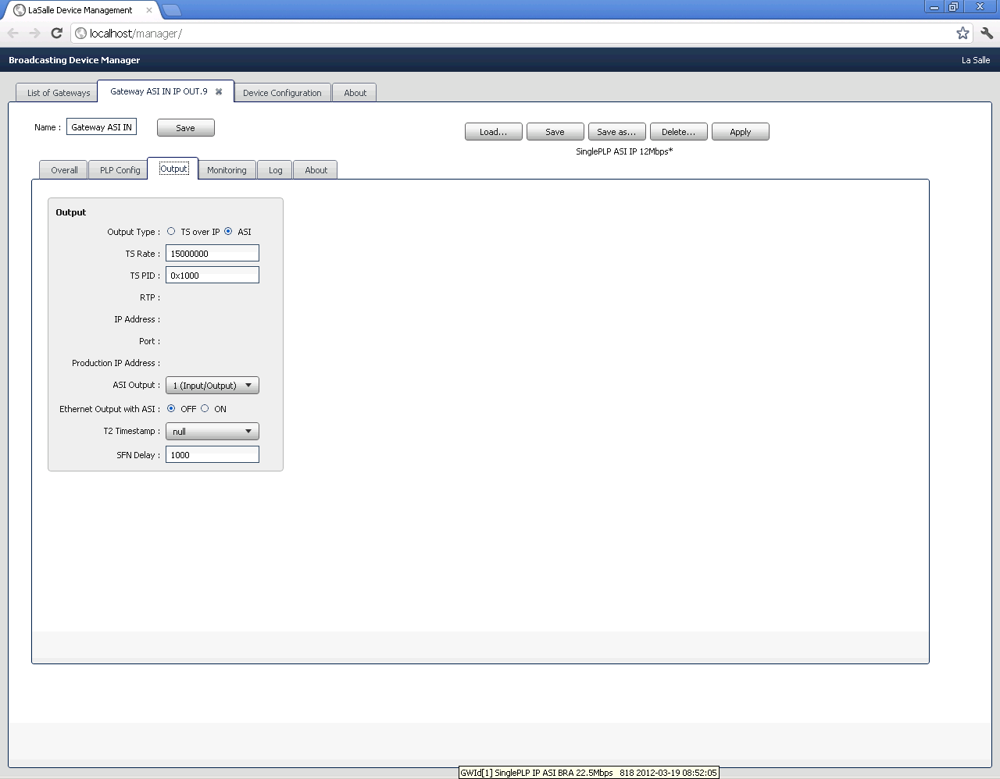 LaSalle Device Management
localhost/manager/
Broadcasting Device Manager La Salle
List of Gateways Gateway ASI IN IP OUT.9 Device Configuration About
Name : Gateway ASI IN Save Load... Save Save as... Delete... Apply
SinglePLP ASI IP 12Mbps*
Overall PLP Config Output Monitoring Log About
Output
Output Type : TS over IP ASI
TS Rate : 15000000
TS PID : 0x1000
RTP :
IP Address :
Port :
Production IP Address :
ASI Output : 1 (Input/Output)
Ethernet Output with ASI : OFF ON
T2 Timestamp : null
SFN Delay : 1000
GWId[1] SinglePLP IP ASI BRA 22.5Mbps 818 2012-03-19 08:52:05